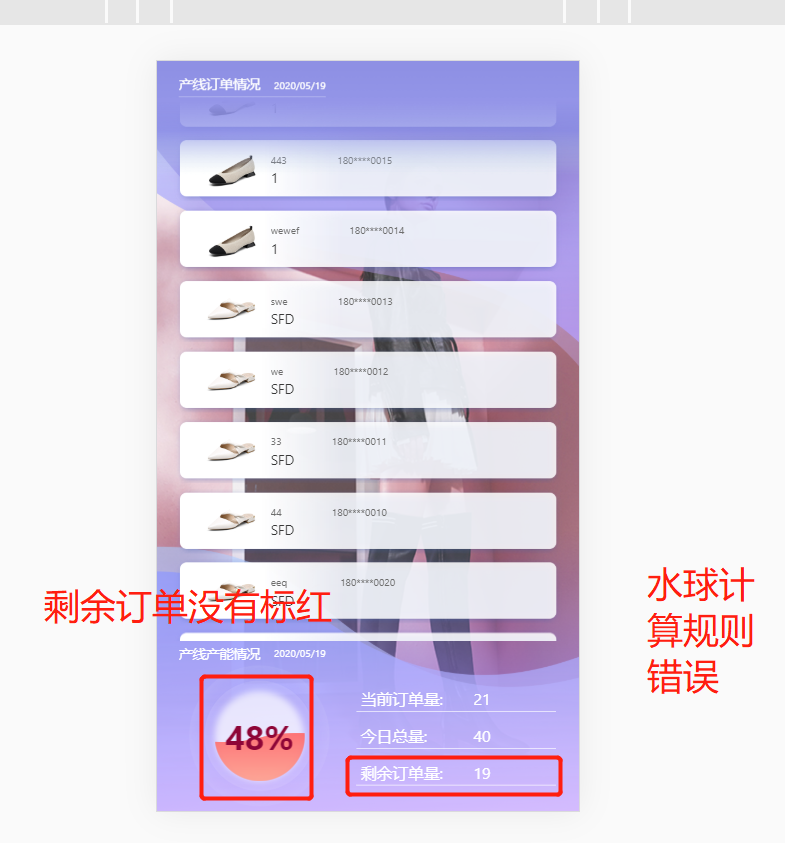 产线订单情况 2020/05/19
443 180****0015
1
wewef 180****0014
1
swe 180****0013
SFD
we 180****0012
SFD
33 180****0011
SFD
44 180****0010
SFD
eeq 180****0020
SFD
剩余订单没有标红
水球计
算规则
错误
产线产能情况 2020/05/19
48%
当前订单量: 21
今日总量: 40
剩余订单量: 19